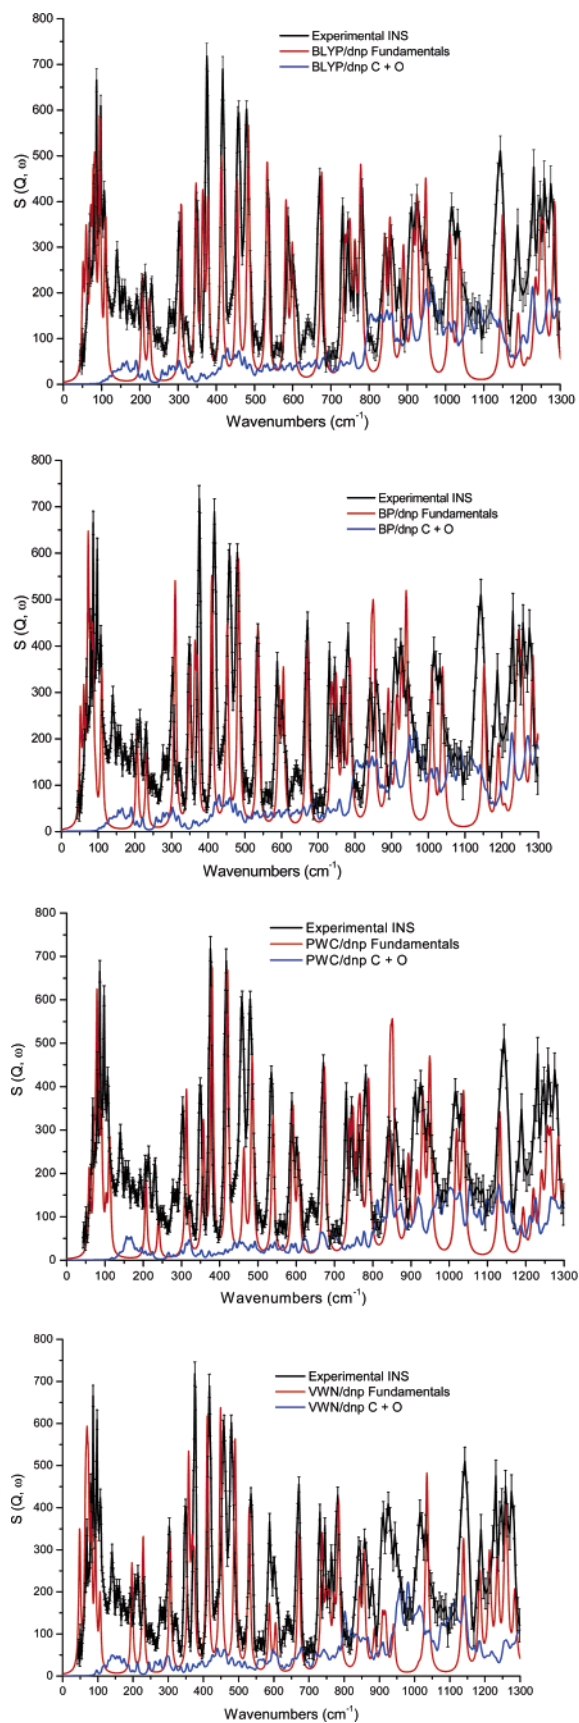 800
700
600
500
400
300
200
100
0
S (Q, ω)
Experimental INS
BLYP/dnp Fundamentals
BLYP/dnp C + O
0 100 200 300 400 500 600 700 800 900 1000 1100 1200 1300
Wavenumbers (cm⁻¹)
800
700
600
500
400
300
200
100
0
S (Q, ω)
Experimental INS
BP/dnp Fundamentals
BP/dnp C + O
0 100 200 300 400 500 600 700 800 900 1000 1100 1200 1300
Wavenumbers (cm⁻¹)
800
700
600
500
400
300
200
100
0
S (Q, ω)
Experimental INS
PWC/dnp Fundamentals
PWC/dnp C + O
0 100 200 300 400 500 600 700 800 900 1000 1100 1200 1300
Wavenumbers (cm⁻¹)
800
700
600
500
400
300
200
100
0
S (Q, ω)
Experimental INS
VWN/dnp Fundamentals
VWN/dnp C + O
0 100 200 300 400 500 600 700 800 900 1000 1100 1200 1300
Wavenumbers (cm⁻¹)